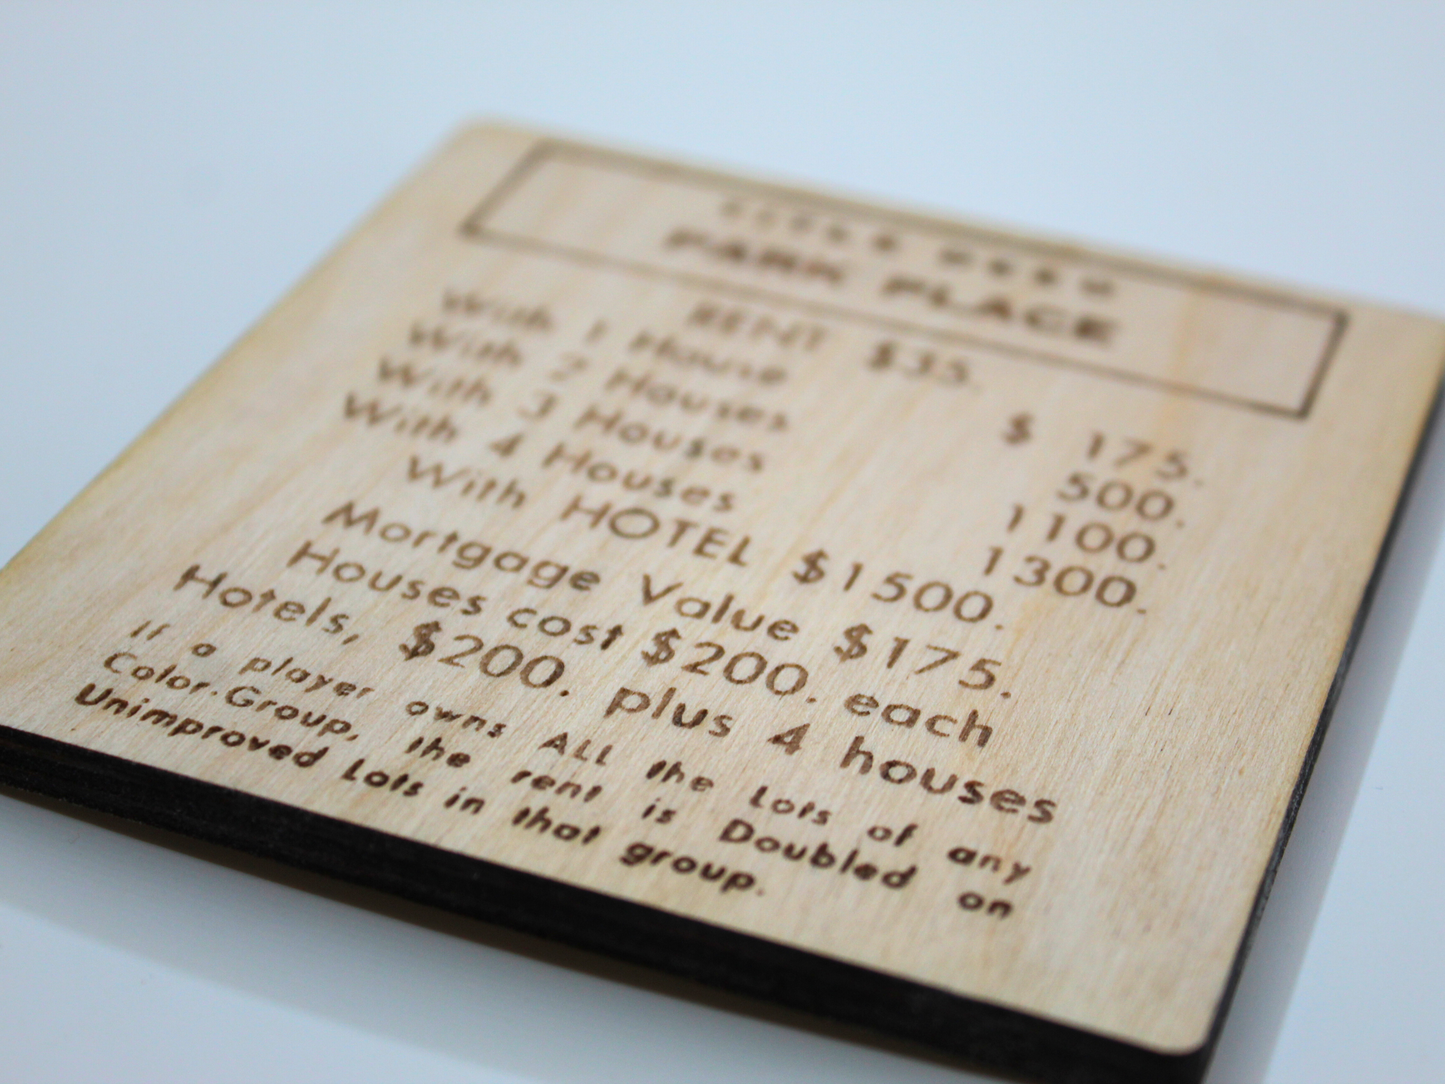 TITLE DEED
PARK PLACE
RENT $35.
With 1 House $ 175.
With 2 Houses 500.
With 3 Houses 1100.
With 4 Houses 1300.
With HOTEL $1500.
Mortgage Value $175.
Houses cost $200. each
Hotels, $200. plus 4 houses
If a player owns ALL the Lots of any
Color-Group, the rent is Doubled on
Unimproved Lots in that group.